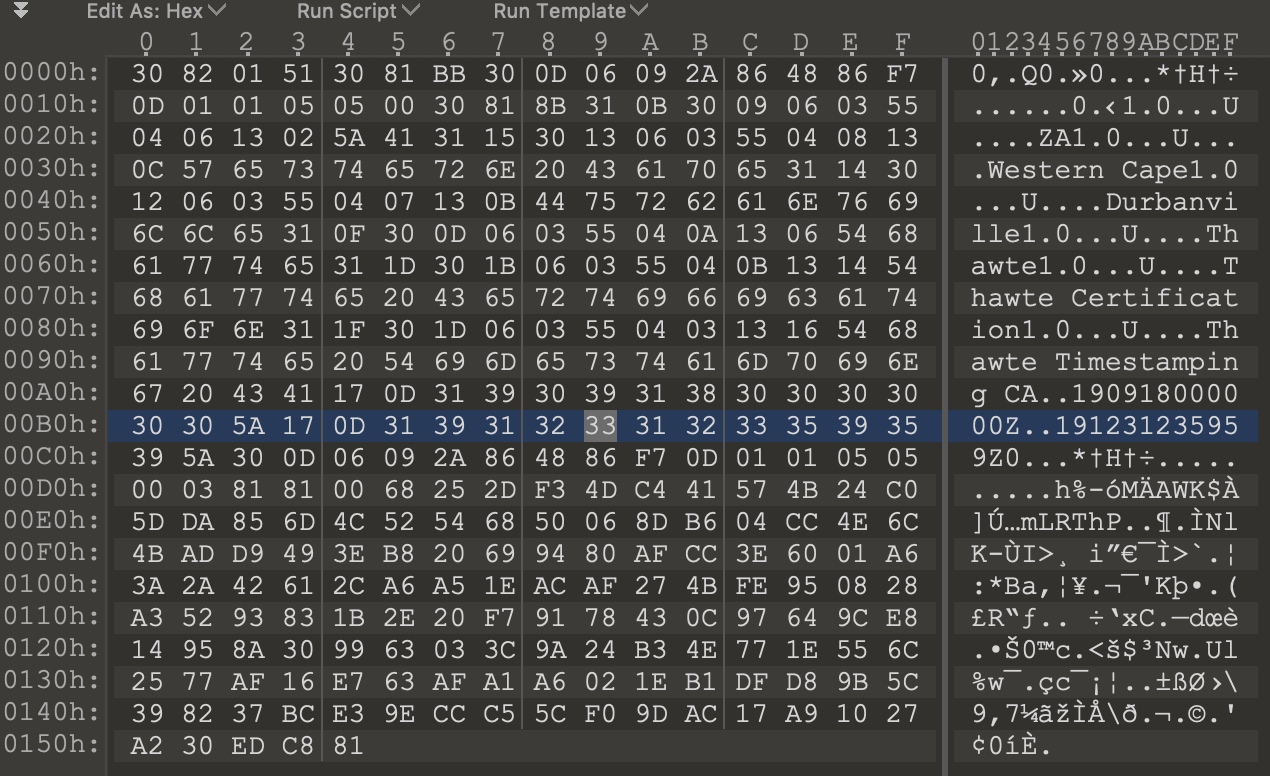 Edit As: Hex Run Script Run Template
0 1 2 3 4 5 6 7 8 9 A B C D E F 0123456789ABCDEF
0000h: 30 82 01 51 30 81 BB 30 0D 06 09 2A 86 48 86 F7 0‚.Q0.»0...*†H†÷
0010h: 0D 01 01 05 05 00 30 81 8B 31 0B 30 09 06 03 55 ......0.‹1.0...U
0020h: 04 06 13 02 5A 41 31 15 30 13 06 03 55 04 08 13 ....ZA1.0...U...
0030h: 0C 57 65 73 74 65 72 6E 20 43 61 70 65 31 14 30 .Western Cape1.0
0040h: 12 06 03 55 04 07 13 0B 44 75 72 62 61 6E 76 69 ...U....Durbanvi
0050h: 6C 6C 65 31 0F 30 0D 06 03 55 04 0A 13 06 54 68 lle1.0...U....Th
0060h: 61 77 74 65 31 1D 30 1B 06 03 55 04 0B 13 14 54 awte1.0...U....T
0070h: 68 61 77 74 65 20 43 65 72 74 69 66 69 63 61 74 hawte Certificat
0080h: 69 6F 6E 31 1F 30 1D 06 03 55 04 03 13 16 54 68 ion1.0...U....Th
0090h: 61 77 74 65 20 54 69 6D 65 73 74 61 6D 70 69 6E awte Timestampin
00A0h: 67 20 43 41 17 0D 31 39 30 39 31 38 30 30 30 30 g CA..1909180000
00B0h: 30 30 5A 17 0D 31 39 31 32 33 31 32 33 35 39 35 00Z..19123123595
00C0h: 39 5A 30 0D 06 09 2A 86 48 86 F7 0D 01 01 05 05 9Z0...*†H†÷.....
00D0h: 00 03 81 81 00 68 25 2D F3 4D C4 41 57 4B 24 C0 .....h%-óMÄAWK$À
00E0h: 5D DA 85 6D 4C 52 54 68 50 06 8D B6 04 CC 4E 6C ]Ú…mLRThP..¶.ÌNl
00F0h: 4B AD D9 49 3E B8 20 69 94 80 AF CC 3E 60 01 A6 K-ÙI>¸ i”€¯Ì>`.¦
0100h: 3A 2A 42 61 2C A6 A5 1E AC AF 27 4B FE 95 08 28 :*Ba,¦¥.¬¯'Kþ•.(
0110h: A3 52 93 83 1B 2E 20 F7 91 78 43 0C 97 64 9C E8 £R“ƒ.. ÷‘xC.—dœè
0120h: 14 95 8A 30 99 63 03 3C 9A 24 B3 4E 77 1E 55 6C .•Š0™c.<š$³Nw.Ul
0130h: 25 77 AF 16 E7 63 AF A1 A6 02 1E B1 DF D8 9B 5C %w¯.çc¯¡¦..±ßØ›\
0140h: 39 82 37 BC E3 9E CC C5 5C F0 9D AC 17 A9 10 27 9‚7¼ãžÌÅ\ð.¬.©.'
0150h: A2 30 ED C8 81 ¢0íÈ.